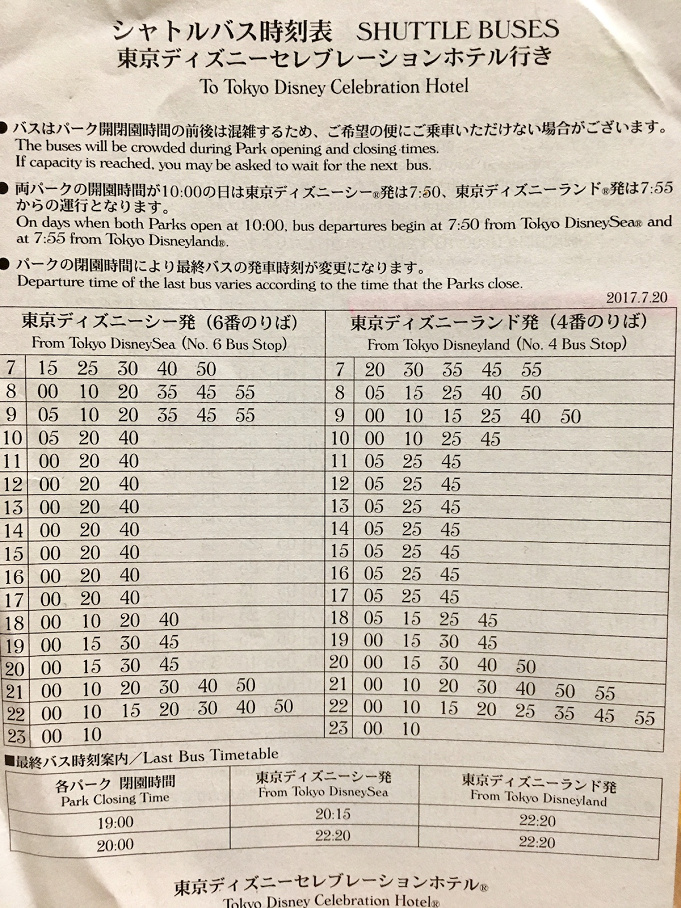 シャトルバス時刻表 SHUTTLE BUSES
東京ディズニーセレブレーションホテル行き
To Tokyo Disney Celebration Hotel
● バスはパーク開閉園時間の前後は混雑するため、ご希望の便にご乗車いただけない場合がございます。
The buses will be crowded during Park opening and closing times.
If capacity is reached, you may be asked to wait for the next bus.
● 両パークの開園時間が10:00の日は東京ディズニーシー®発は7:50、東京ディズニーランド®発は7:55
からの運行となります。
On days when both Parks open at 10:00, bus departures begin at 7:50 from Tokyo DisneySea® and
at 7:55 from Tokyo Disneyland®.
● パークの閉園時間により最終バスの発車時刻が変更になります。
Departure time of the last bus varies according to the time that the Parks close.
2017.7.20
東京ディズニーシー発（6番のりば） 東京ディズニーランド発（4番のりば）
From Tokyo DisneySea (No. 6 Bus Stop) From Tokyo Disneyland (No. 4 Bus Stop)
7 15 25 30 40 50 7 20 30 35 45 55
8 00 10 20 35 45 55 8 05 15 25 40 50
9 05 10 20 35 45 55 9 00 10 15 25 40 50
10 05 20 40 10 00 10 25 45
11 00 20 40 11 05 25 45
12 00 20 40 12 05 25 45
13 00 20 40 13 05 25 45
14 00 20 40 14 05 25 45
15 00 20 40 15 05 25 45
16 00 20 40 16 05 25 45
17 00 20 40 17 05 25 45
18 00 10 20 40 18 05 15 25 45
19 00 15 30 45 19 00 15 30 45
20 00 15 30 45 20 00 15 30 40 50
21 00 10 20 30 40 50 21 00 10 20 30 40 50 55
22 00 10 15 20 30 40 50 22 00 10 15 20 25 35 45 55
23 00 10 23 00 10
■最終バス時刻案内／Last Bus Timetable
各パーク 閉園時間 東京ディズニーシー発 東京ディズニーランド発
Park Closing Time From Tokyo DisneySea From Tokyo Disneyland
19:00 20:15 22:20
20:00 22:20 22:20
東京ディズニーセレブレーションホテル®
Tokyo Disney Celebration Hotel®